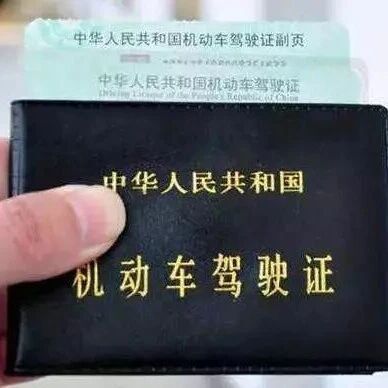 中华人民共和国机动车驾驶证副页
中华人民共和国机动车驾驶证
Driving License of the People's Republic of China
中华人民共和国
机动车驾驶证